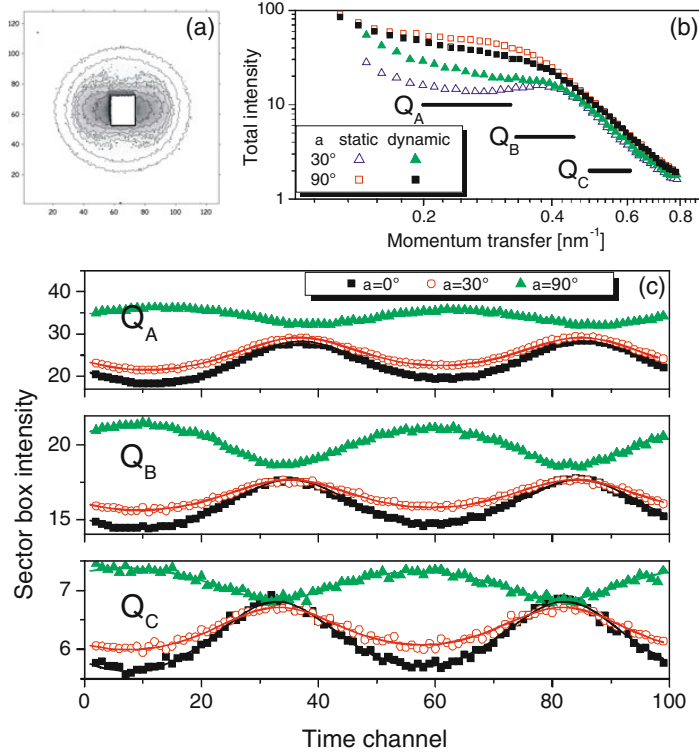 (a)
120
100
80
60
40
20
20 40 60 80 100 120
(b)
Total intensity
100
10
1
Q_A
Q_B
Q_C
a static dynamic
30°
90°
0.2 0.4 0.6 0.8
Momentum transfer [nm⁻¹]
(c)
a=0° a=30° a=90°
Sector box intensity
40
35
30
25
20
Q_A
20
15
Q_B
7
6
Q_C
0 20 40 60 80 100
Time channel